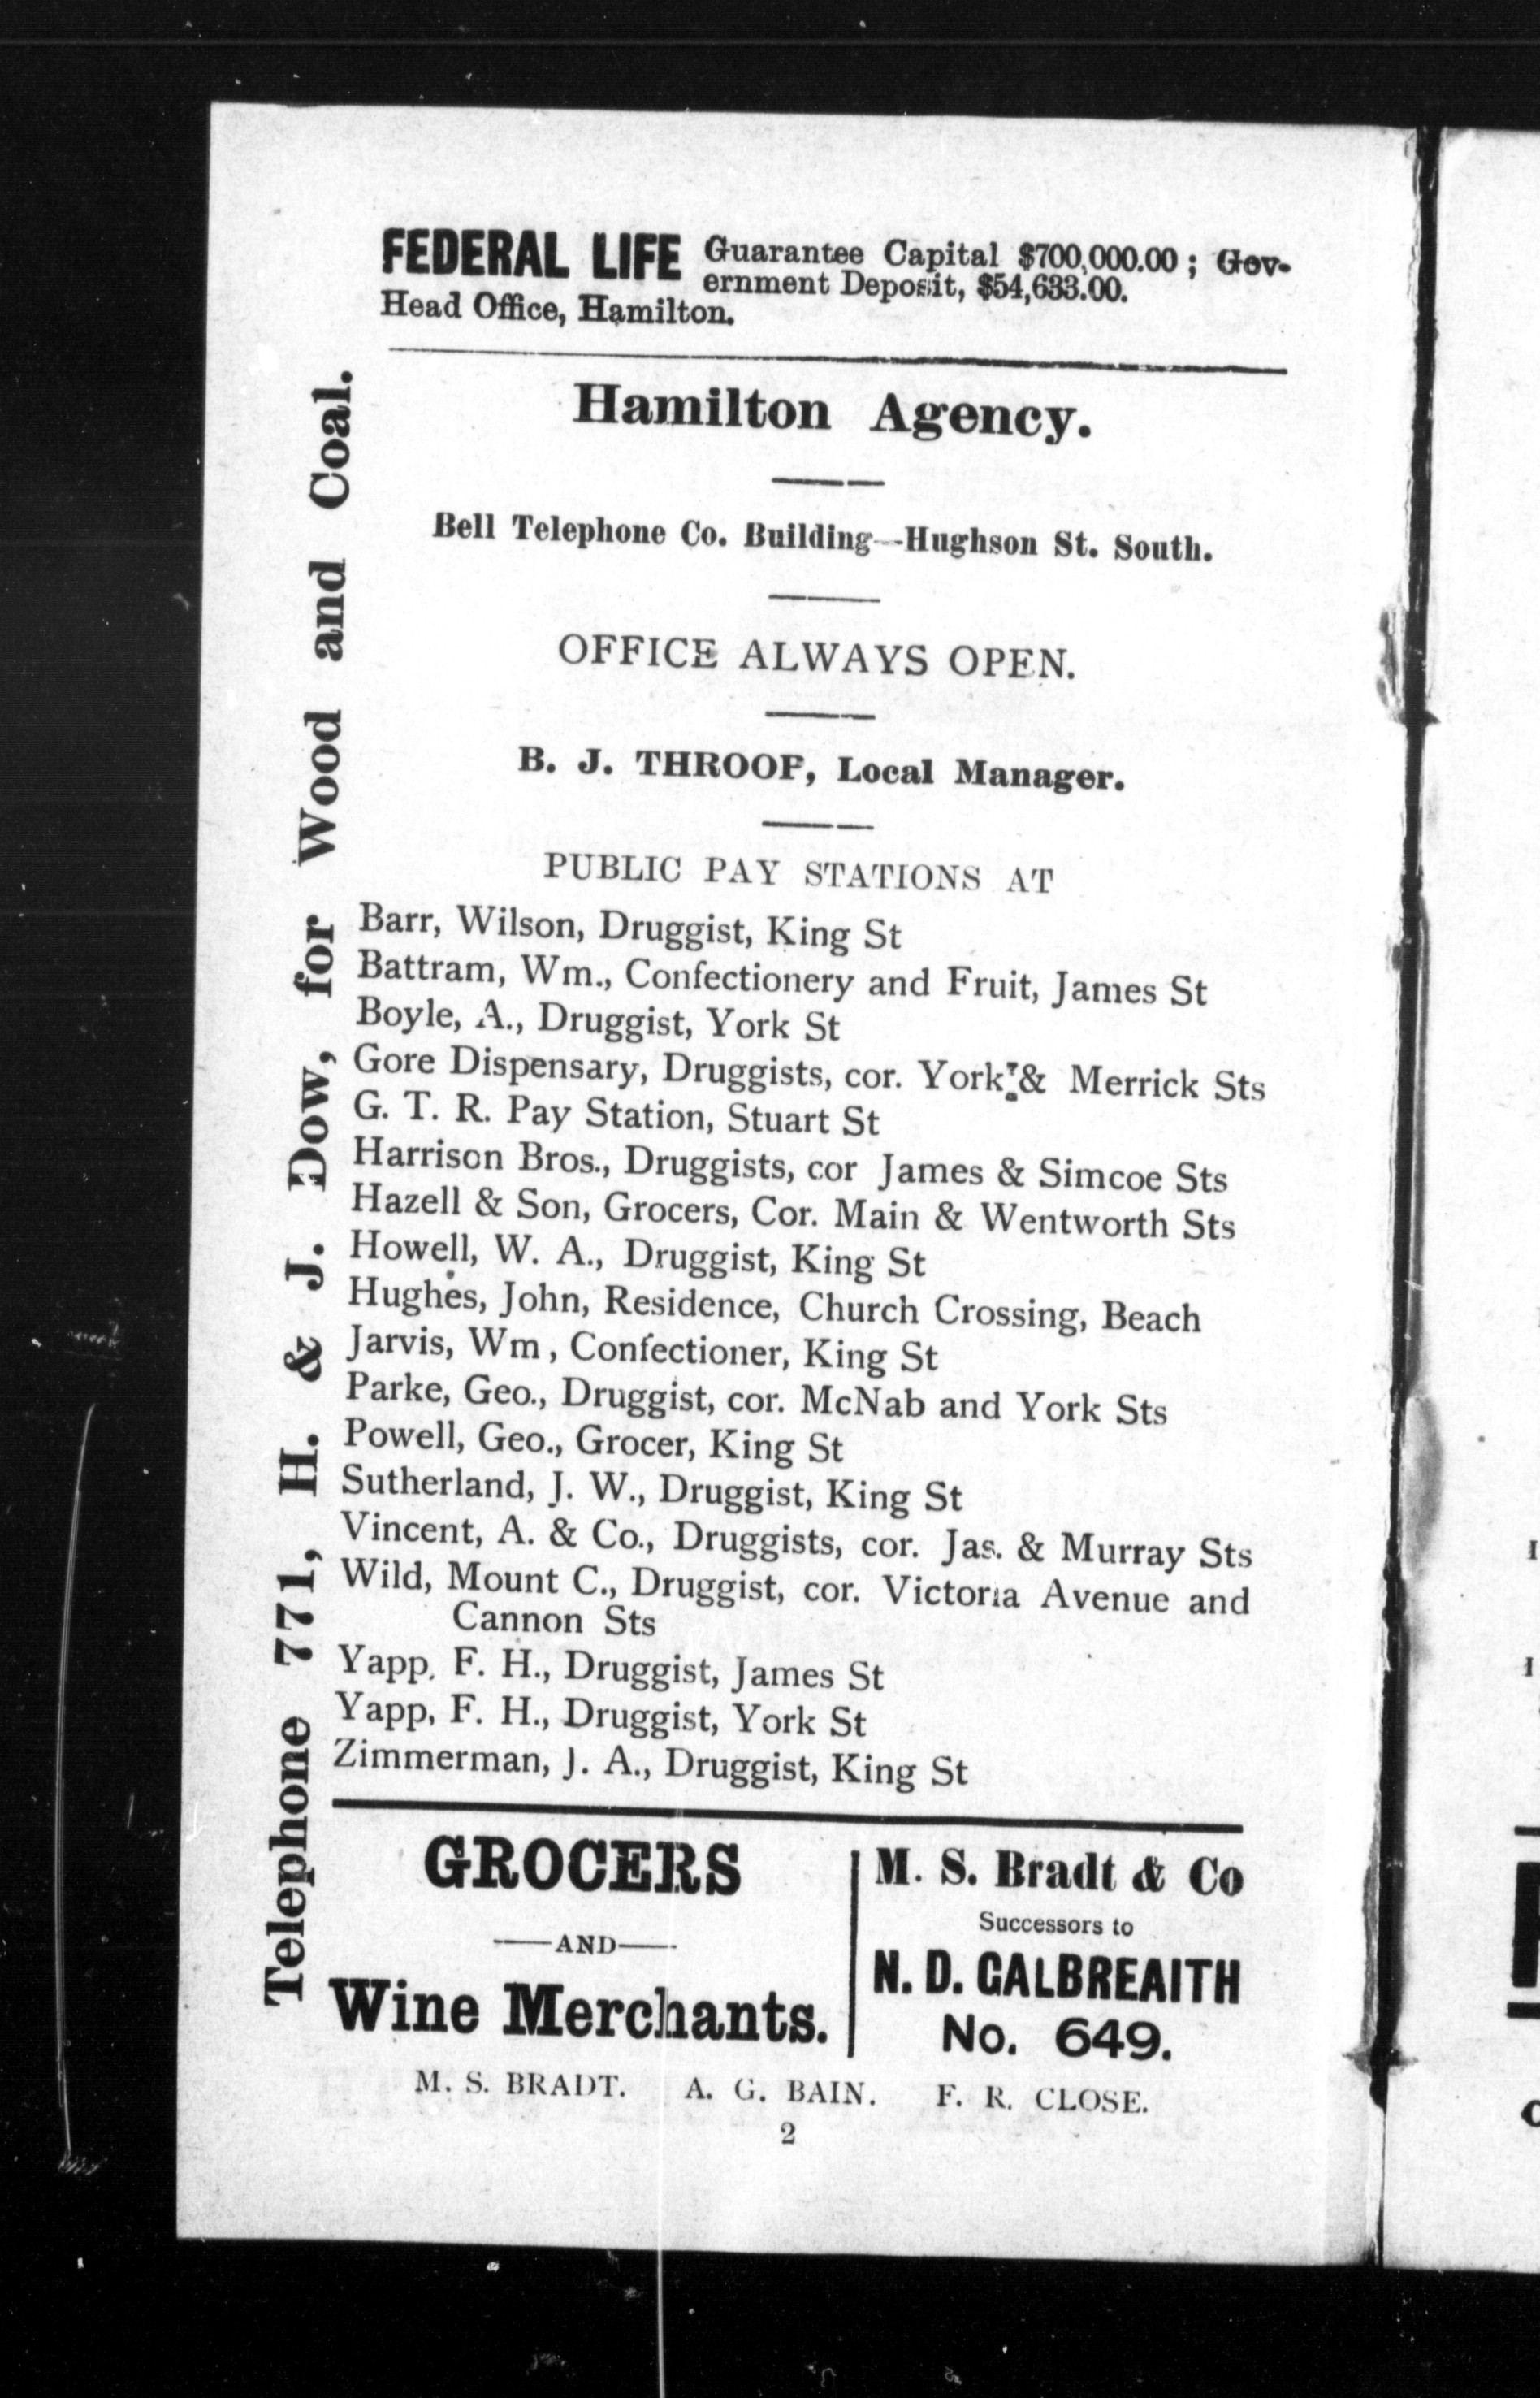 FEDERAL LIFE Guarantee Capital $700,000.00 ; Gov-
ernment Deposit, $54,633.00.
Head Office, Hamilton.
Telephone 771, H. & J. Dow, for Wood and Coal.
Hamilton Agency.
Bell Telephone Co. Building—Hughson St. South.
OFFICE ALWAYS OPEN.
B. J. THROOP, Local Manager.
PUBLIC PAY STATIONS AT
Barr, Wilson, Druggist, King St
Battram, Wm., Confectionery and Fruit, James St
Boyle, A., Druggist, York St
Gore Dispensary, Druggists, cor. York & Merrick Sts
G. T. R. Pay Station, Stuart St
Harrison Bros., Druggists, cor James & Simcoe Sts
Hazell & Son, Grocers, Cor. Main & Wentworth Sts
Howell, W. A., Druggist, King St
Hughes, John, Residence, Church Crossing, Beach
Jarvis, Wm , Confectioner, King St
Parke, Geo., Druggist, cor. McNab and York Sts
Powell, Geo., Grocer, King St
Sutherland, J. W., Druggist, King St
Vincent, A. & Co., Druggists, cor. Jas. & Murray Sts
Wild, Mount C., Druggist, cor. Victoria Avenue and
Cannon Sts
Yapp, F. H., Druggist, James St
Yapp, F. H., Druggist, York St
Zimmerman, J. A., Druggist, King St
GROCERS
—AND—
Wine Merchants.
M. S. Bradt & Co
Successors to
N. D. GALBREAITH
No. 649.
M. S. BRADT. A. G. BAIN. F. R. CLOSE.
2